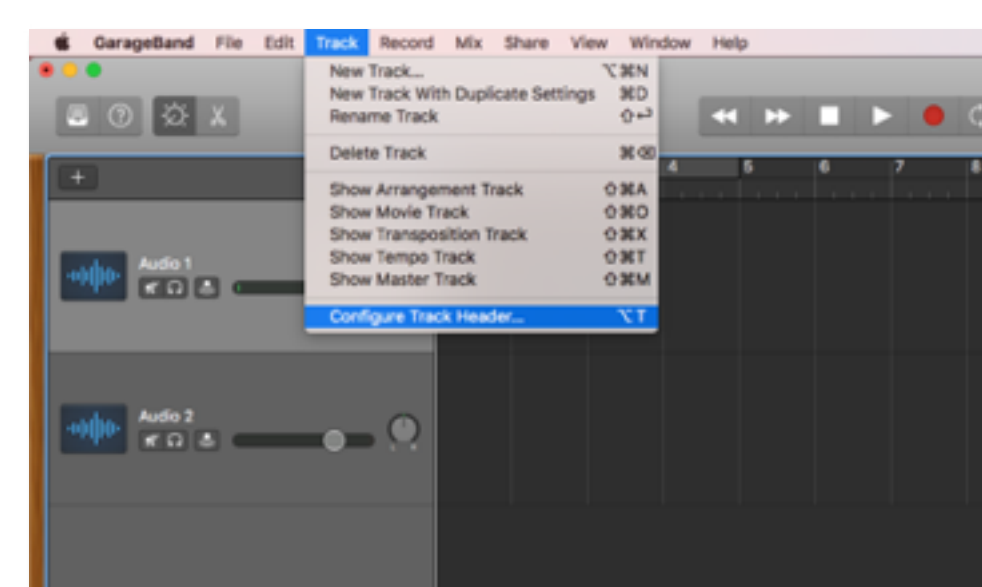 GarageBand File Edit Track Record Mix Share View Window Help
New Track... ⌥⌘N
New Track With Duplicate Settings ⌘D
Rename Track ⇧↩
Delete Track ⌘⌫
Show Arrangement Track ⇧⌘A
Show Movie Track ⇧⌘O
Show Transposition Track ⇧⌘X
Show Tempo Track ⇧⌘T
Show Master Track ⇧⌘M
Configure Track Header... ⌥T
4 5 6 7 8
Audio 1
Audio 2